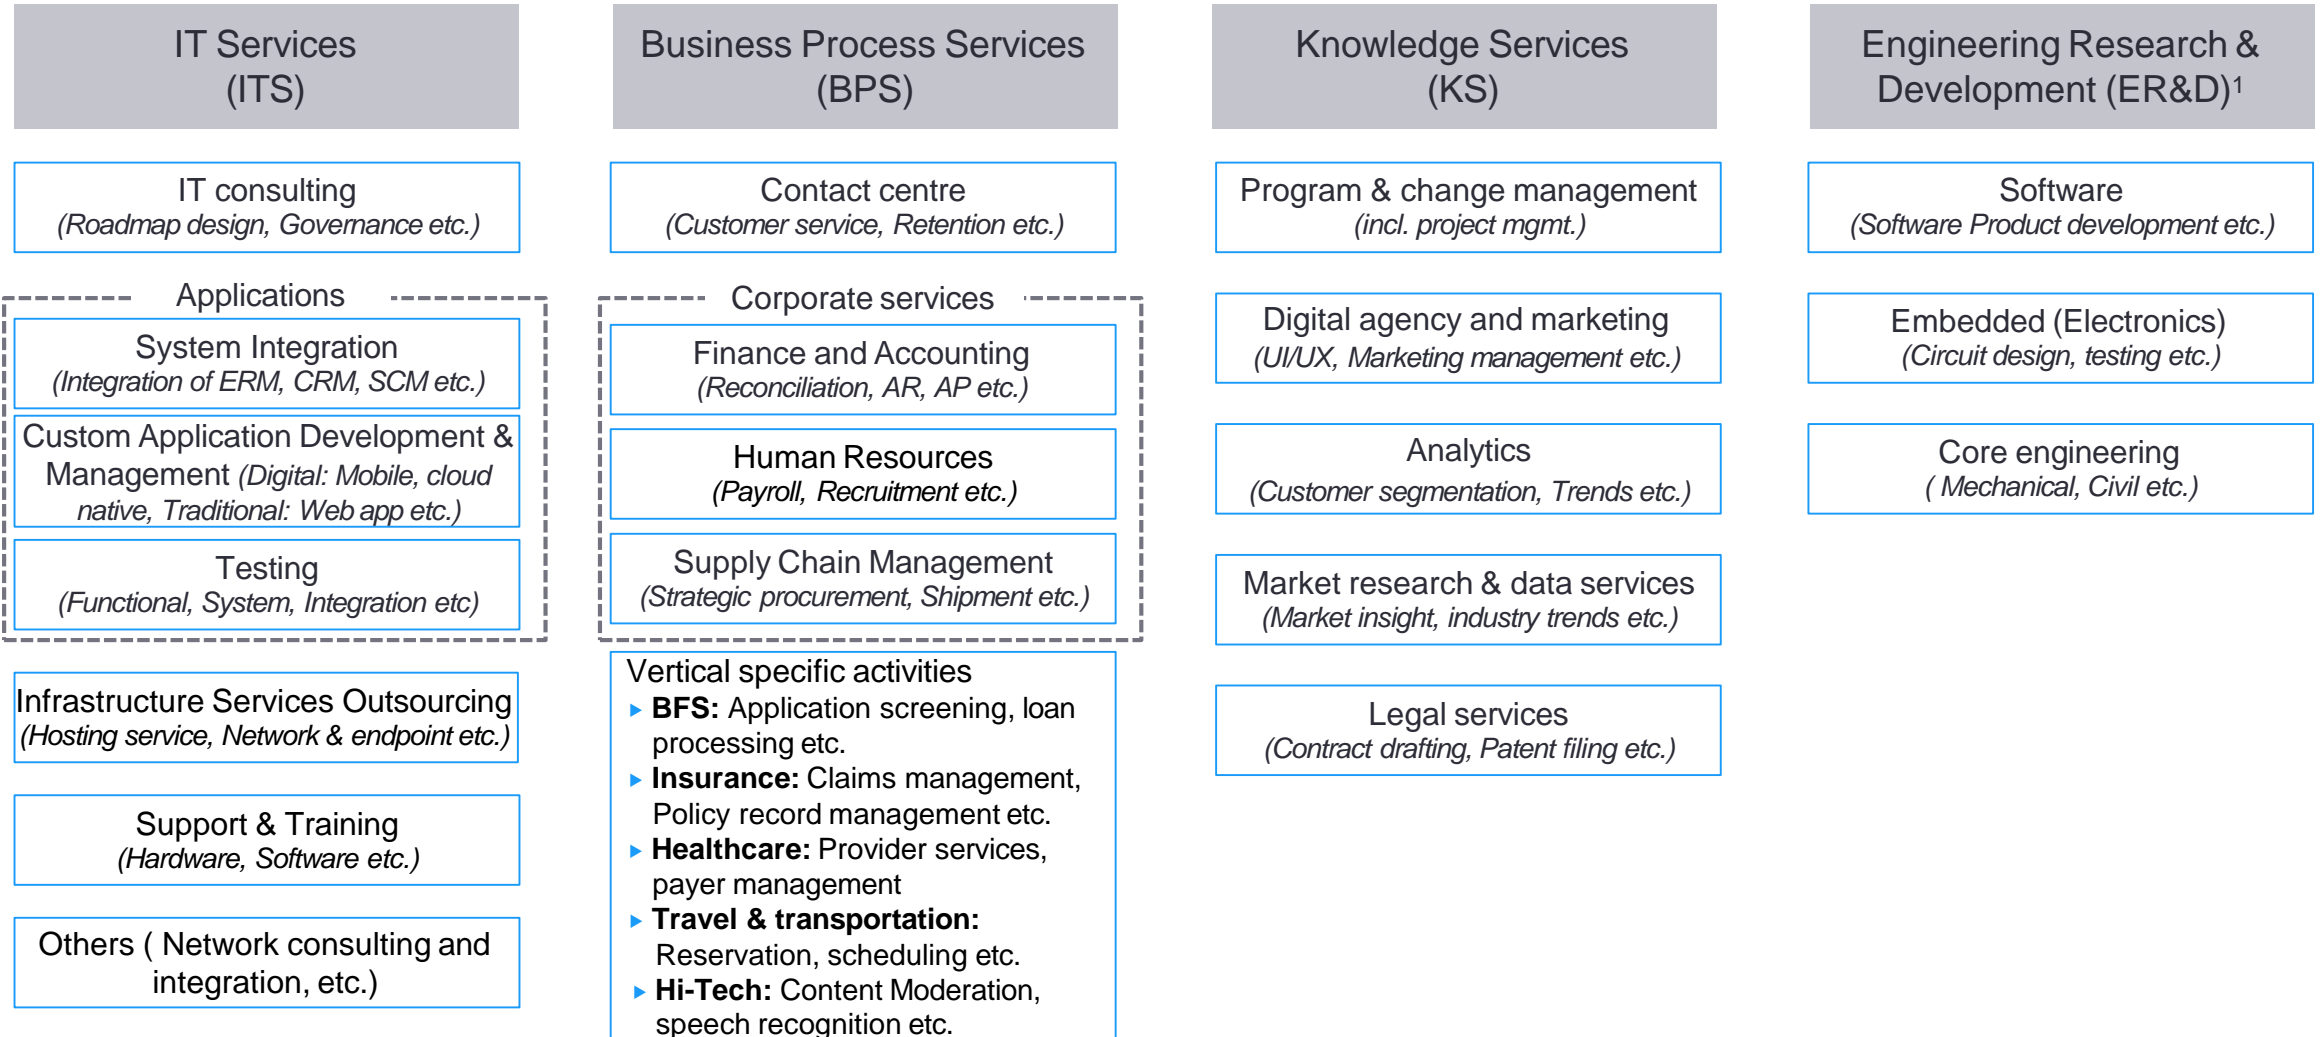 IT Services
(ITS)
IT consulting
(Roadmap design, Governance etc.)
Applications
System Integration
(Integration of ERM, CRM, SCM etc.)
Custom Application Development &
Management (Digital: Mobile, cloud
native, Traditional: Web app etc.)
Testing
(Functional, System, Integration etc)
Infrastructure Services Outsourcing
(Hosting service, Network & endpoint etc.)
Support & Training
(Hardware, Software etc.)
Others ( Network consulting and
integration, etc.)
Business Process Services
(BPS)
Contact centre
(Customer service, Retention etc.)
Corporate services
Finance and Accounting
(Reconciliation, AR, AP etc.)
Human Resources
(Payroll, Recruitment etc.)
Supply Chain Management
(Strategic procurement, Shipment etc.)
Vertical specific activities
BFS: Application screening, loan
processing etc.
Insurance: Claims management,
Policy record management etc.
Healthcare: Provider services,
payer management
Travel & transportation:
Reservation, scheduling etc.
Hi-Tech: Content Moderation,
speech recognition etc.
Knowledge Services
(KS)
Program & change management
(incl. project mgmt.)
Digital agency and marketing
(UI/UX, Marketing management etc.)
Analytics
(Customer segmentation, Trends etc.)
Market research & data services
(Market insight, industry trends etc.)
Legal services
(Contract drafting, Patent filing etc.)
Engineering Research &
Development (ER&D)¹
Software
(Software Product development etc.)
Embedded (Electronics)
(Circuit design, testing etc.)
Core engineering
( Mechanical, Civil etc.)